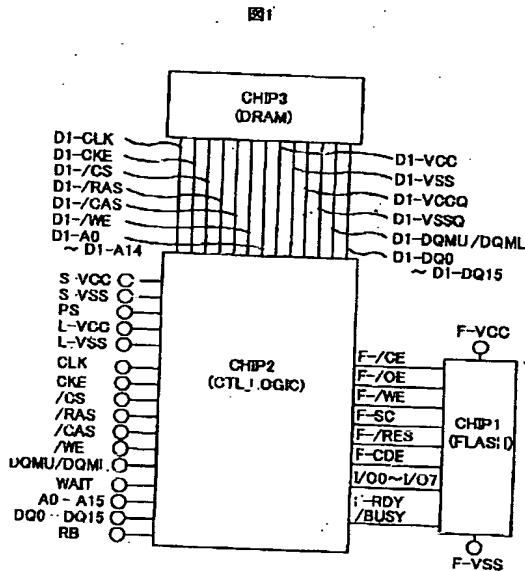 図1
CHIP3
(DRAM)
D1-CLK
D1-CKE
D1-/CS
D1-/RAS
D1-/CAS
D1-/WE
D1-A0
~ D1-A14
D1-VCC
D1-VSS
D1-VCCQ
D1-VSSQ
D1-DQMU/DQML
D1-DQ0
~ D1-DQ15
S-VCC
S-VSS
PS
L-VCC
L-VSS
CLK
CKE
/CS
/RAS
/CAS
/WE
DQMU/DQML
WAIT
A0-A15
DQ0-DQ15
RB
CHIP2
(CTL_LOGIC)
F-/CE
F-/OE
F-/WE
F-SC
F-/RES
F-CDE
I/O0~I/O7
F-RDY
/BUSY
F-VCC
CHIP1
(FLASH)
F-VSS